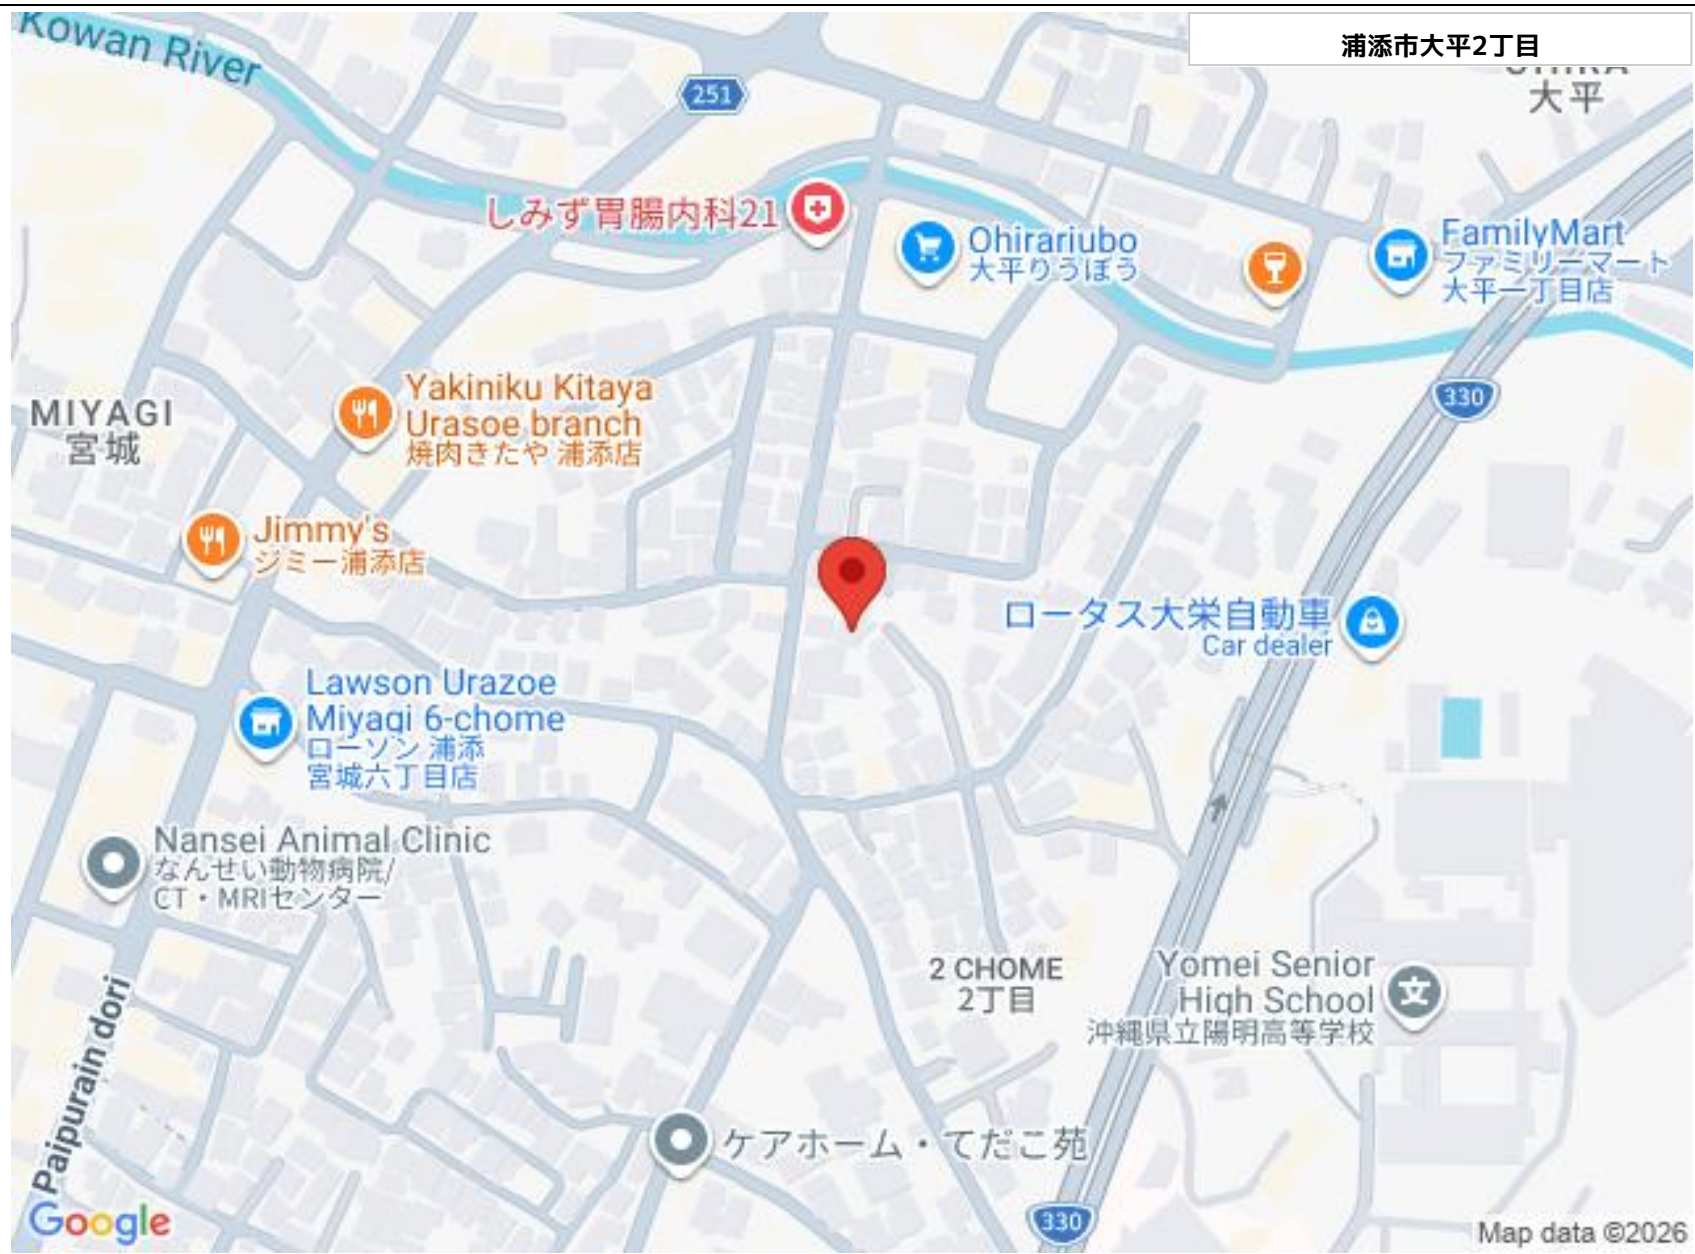 Kowan River
浦添市大平2丁目
大平
251
しみず胃腸内科21
Ohirariubo
大平りうぼう
FamilyMart
ファミリーマート
大平一丁目店
330
Yakiniku Kitaya
Urasoe branch
焼肉きたや 浦添店
MIYAGI
宮城
Jimmy's
ジミー浦添店
ロータス大栄自動車
Car dealer
Lawson Urazoe
Miyagi 6-chome
ローソン 浦添
宮城六丁目店
Nansei Animal Clinic
なんせい動物病院/
CT・MRIセンター
2 CHOME
2丁目
Yomei Senior
High School
沖縄県立陽明高等学校
文
Paipurain dori
ケアホーム・てだこ苑
330
Google
Map data ©2026